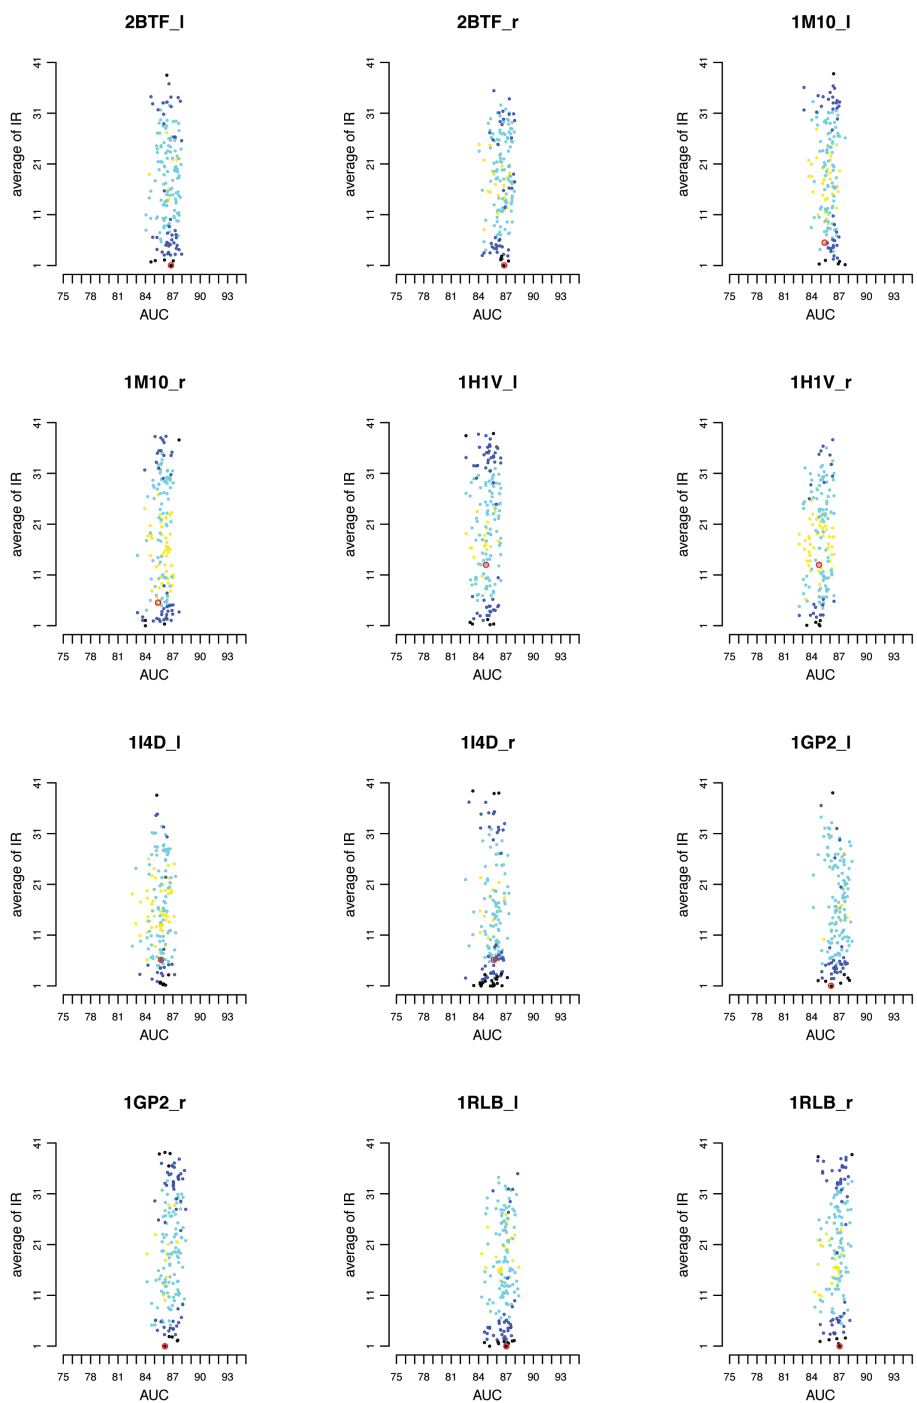 2BTF_l 2BTF_r 1M10_l
average of IR
1 11 21 31 41
75 78 81 84 87 90 93
AUC
average of IR
1 11 21 31 41
75 78 81 84 87 90 93
AUC
average of IR
1 11 21 31 41
75 78 81 84 87 90 93
AUC
1M10_r 1H1V_l 1H1V_r
average of IR
1 11 21 31 41
75 78 81 84 87 90 93
AUC
average of IR
1 11 21 31 41
75 78 81 84 87 90 93
AUC
average of IR
1 11 21 31 41
75 78 81 84 87 90 93
AUC
1I4D_l 1I4D_r 1GP2_l
average of IR
1 11 21 31 41
75 78 81 84 87 90 93
AUC
average of IR
1 11 21 31 41
75 78 81 84 87 90 93
AUC
average of IR
1 11 21 31 41
75 78 81 84 87 90 93
AUC
1GP2_r 1RLB_l 1RLB_r
average of IR
1 11 21 31 41
75 78 81 84 87 90 93
AUC
average of IR
1 11 21 31 41
75 78 81 84 87 90 93
AUC
average of IR
1 11 21 31 41
75 78 81 84 87 90 93
AUC